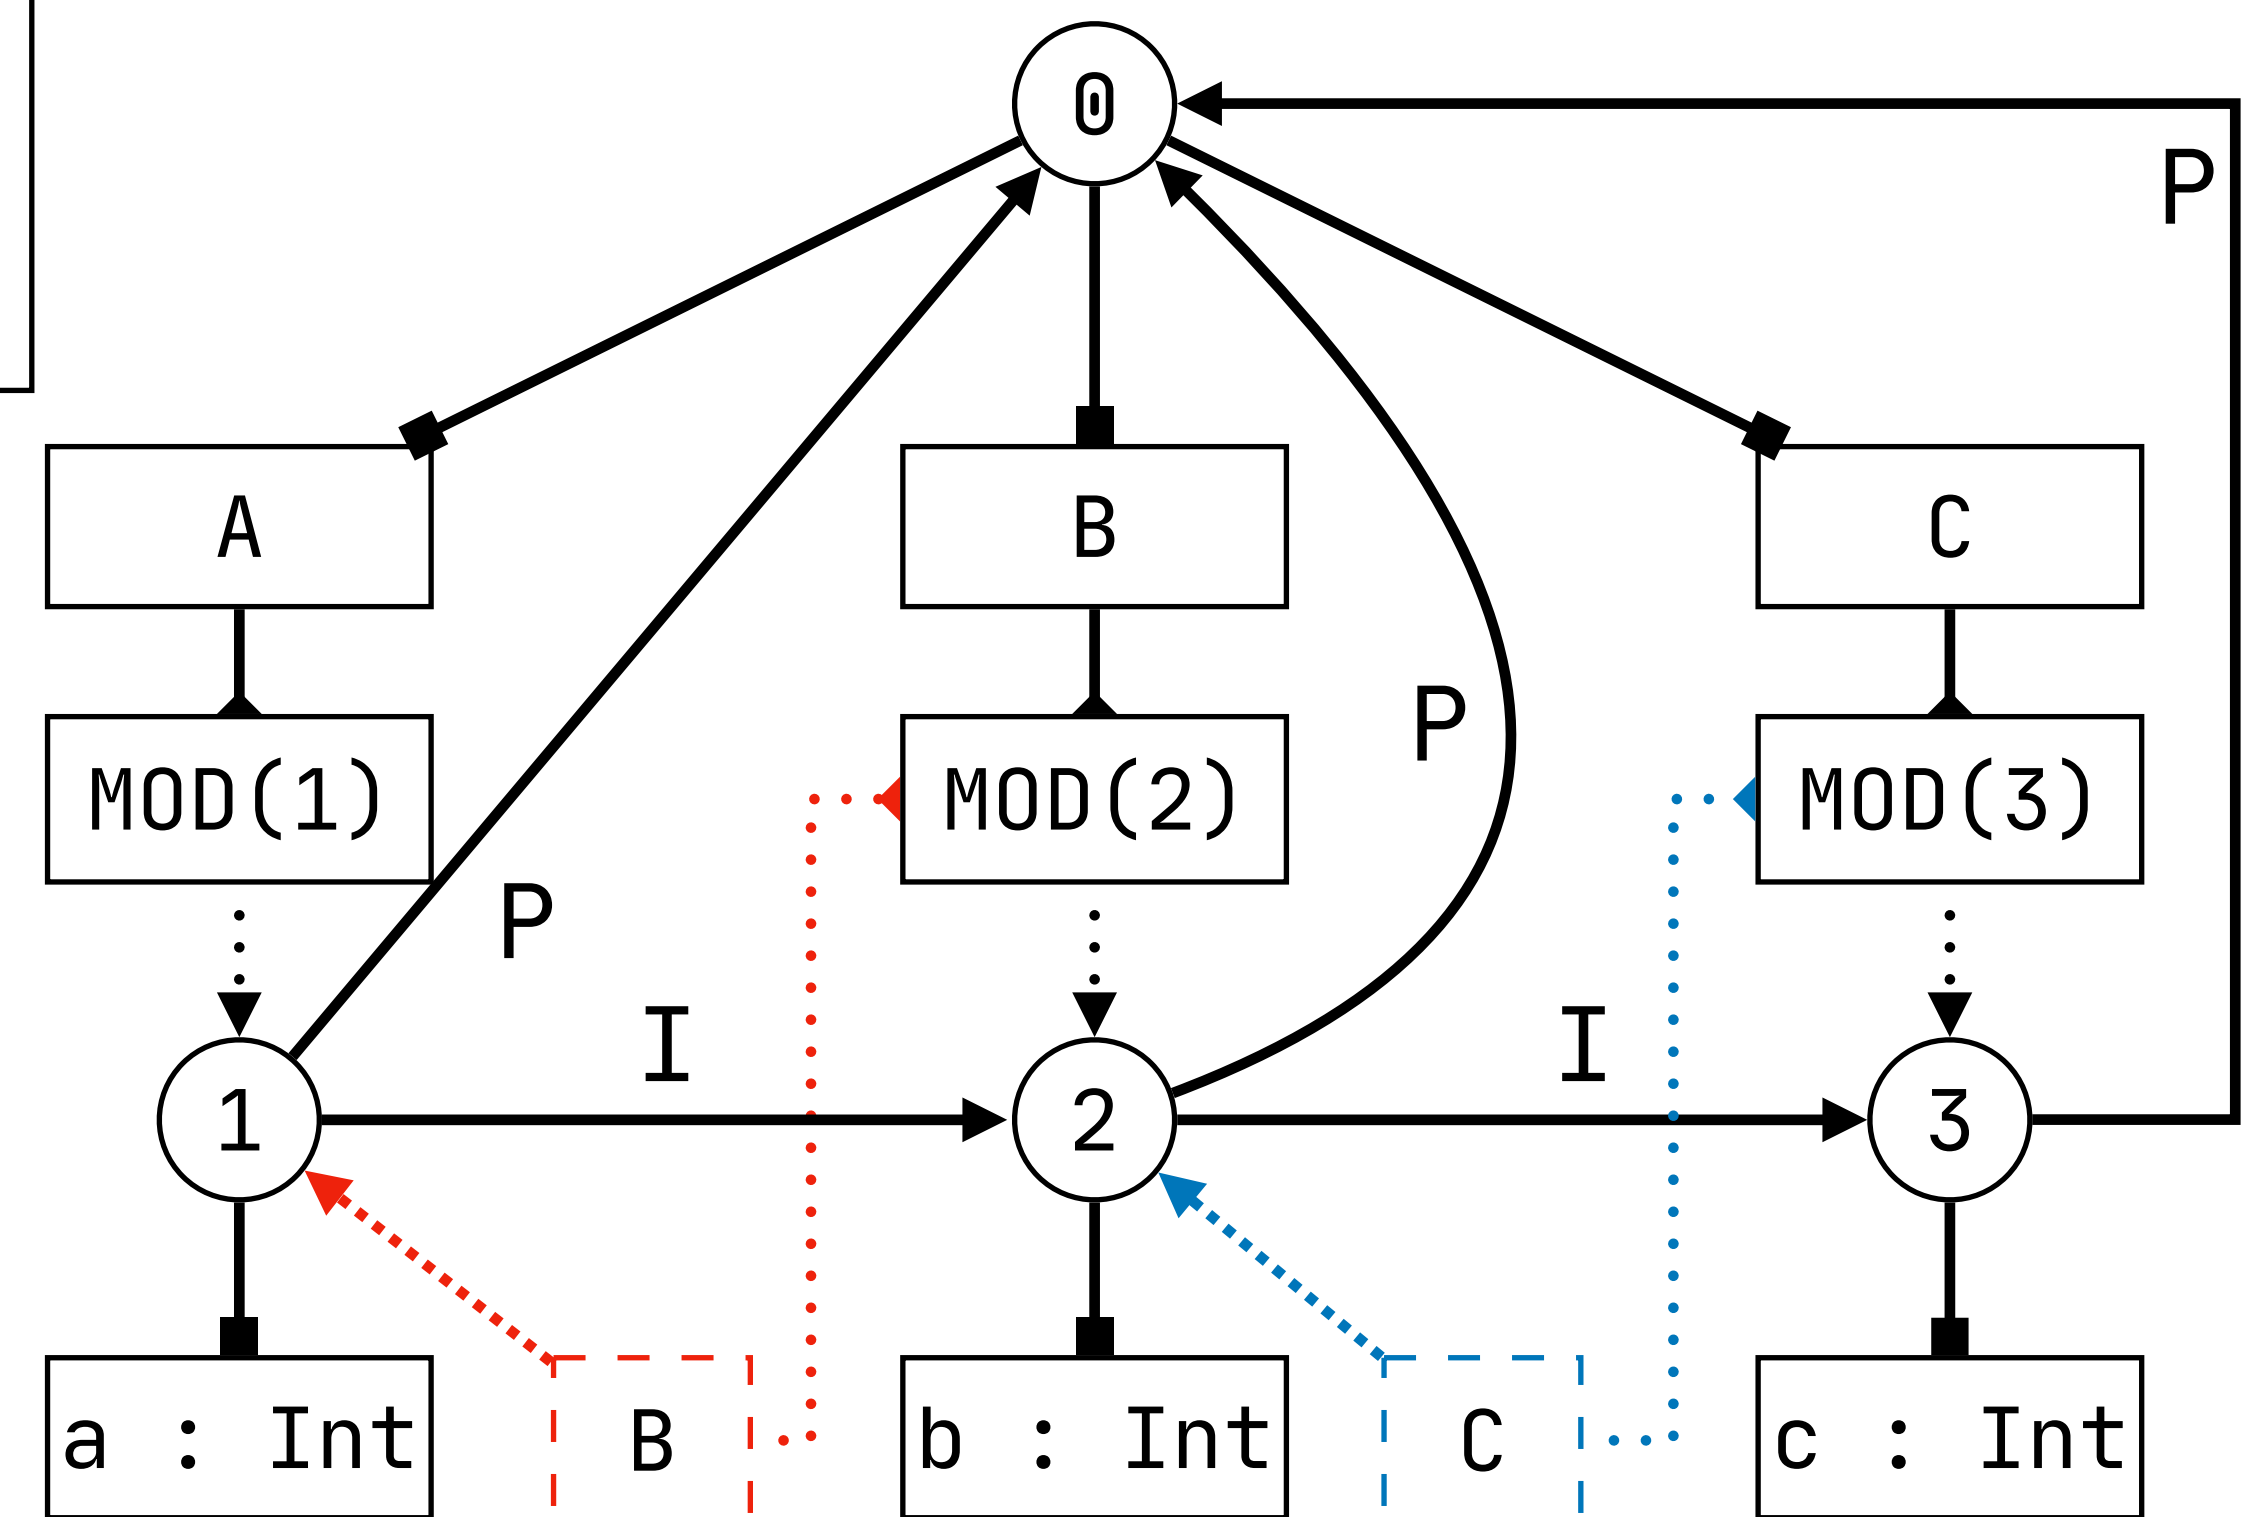 0
P
A B C
P
MOD(1) MOD(2) MOD(3)
P
I I
1 2 3
a : Int B b : Int C c : Int